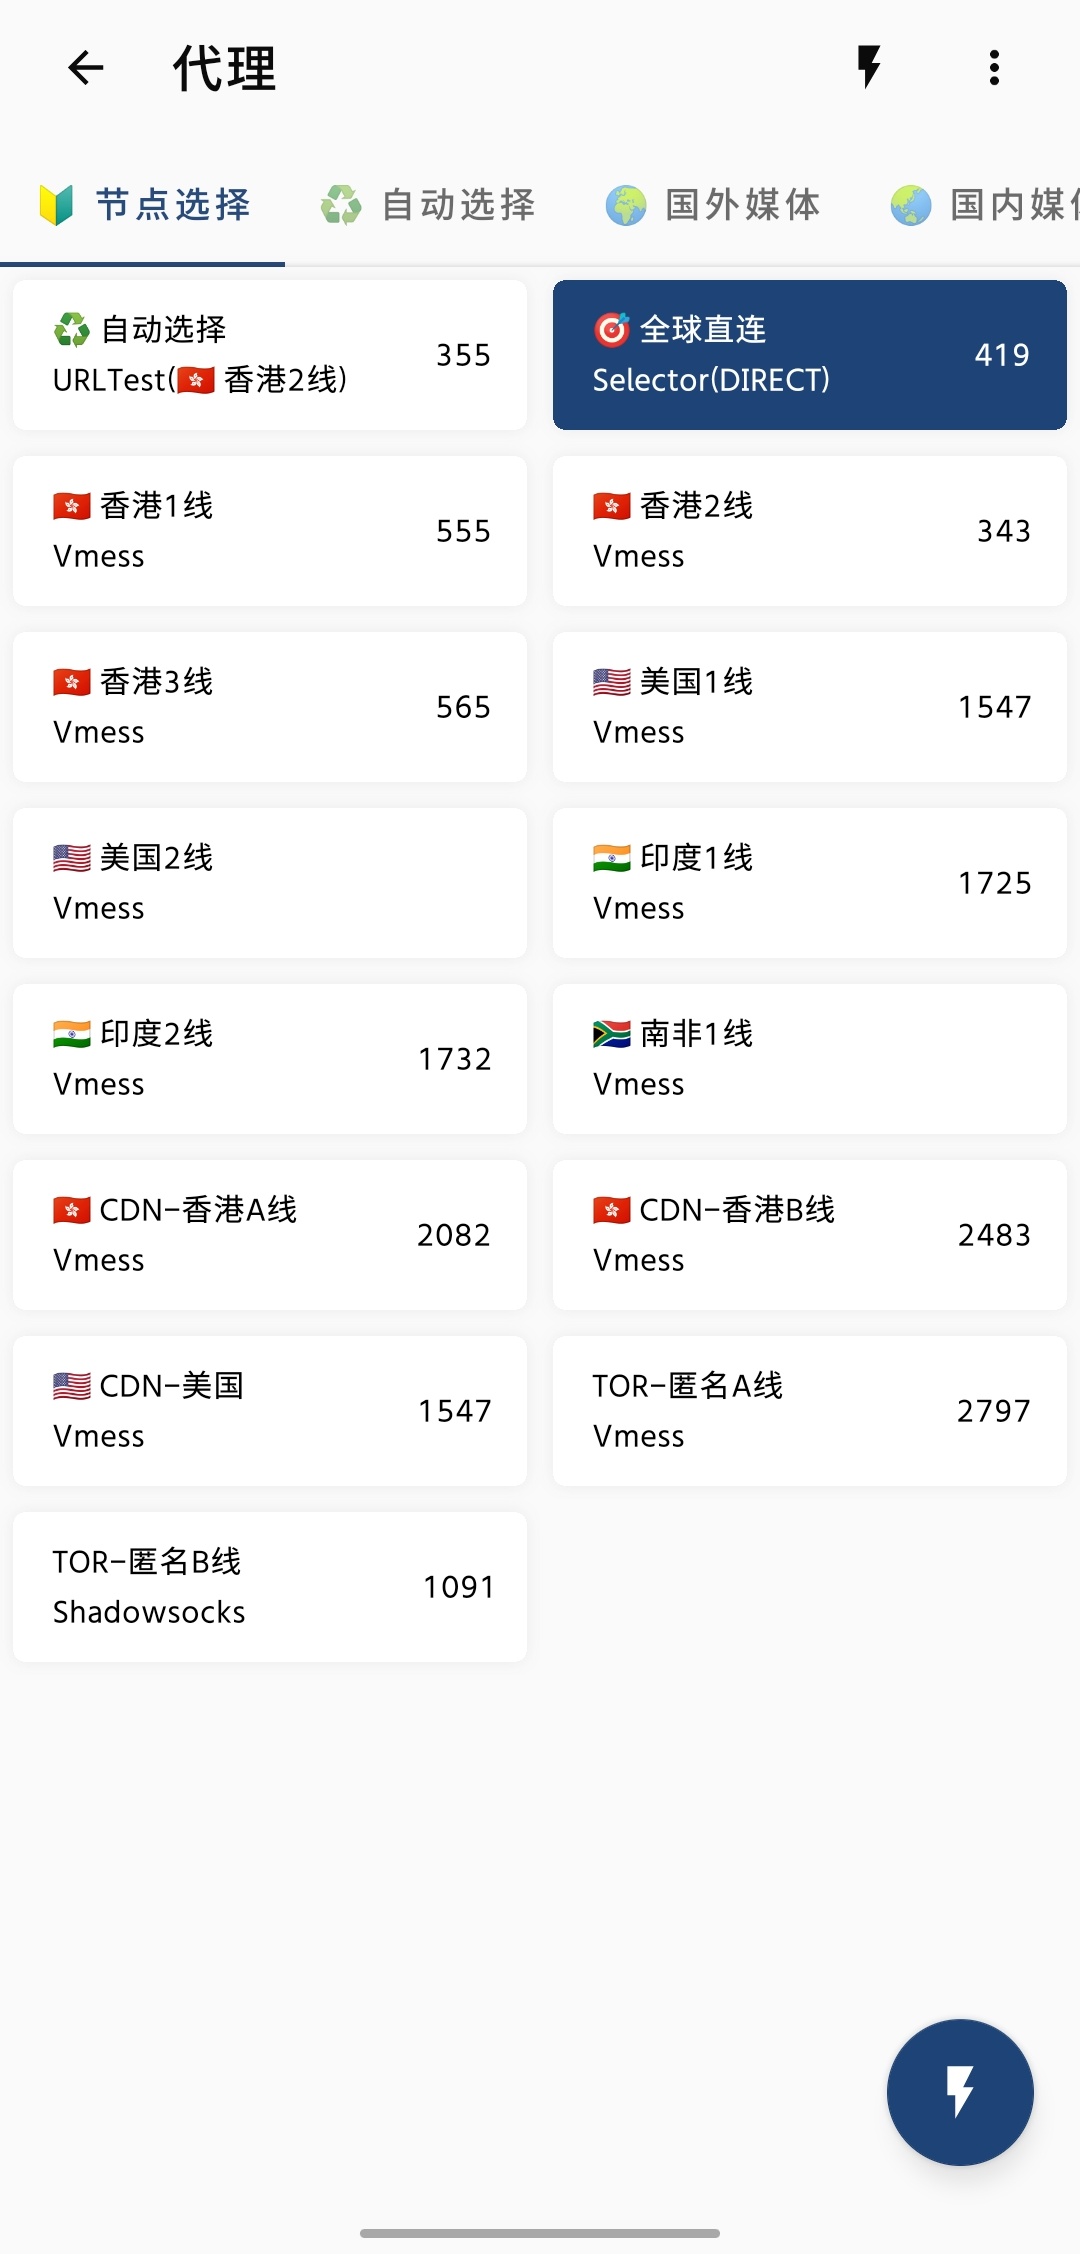 代理
节点选择
自动选择
国外媒体
国内媒体
自动选择
URLTest(🇭🇰 香港2线)
355
全球直连
Selector(DIRECT)
419
香港1线
Vmess
555
香港2线
Vmess
343
香港3线
Vmess
565
美国1线
Vmess
1547
美国2线
Vmess
印度1线
Vmess
1725
印度2线
Vmess
1732
南非1线
Vmess
CDN-香港A线
Vmess
2082
CDN-香港B线
Vmess
2483
CDN-美国
Vmess
1547
TOR-匿名A线
Vmess
2797
TOR-匿名B线
Shadowsocks
1091